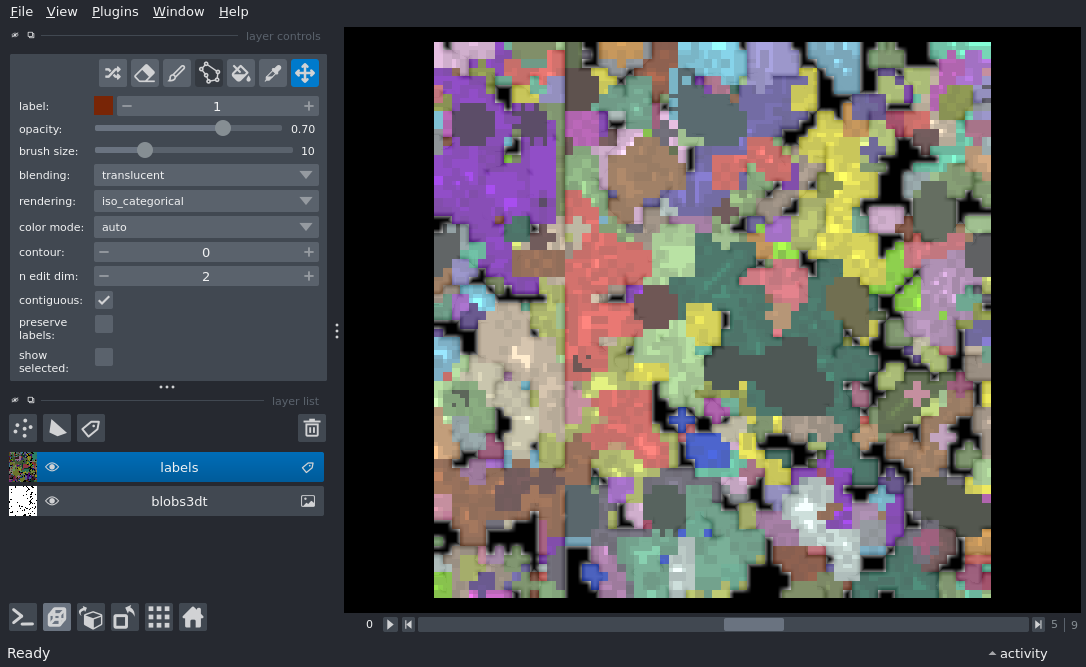 File View Plugins Window Help
layer controls
label: 1
opacity: 0.70
brush size: 10
blending: translucent
rendering: iso_categorical
color mode: auto
contour: 0
n edit dim: 2
contiguous:
preserve
labels:
show
selected:
layer list
labels
blobs3dt
0 5 9
Ready activity